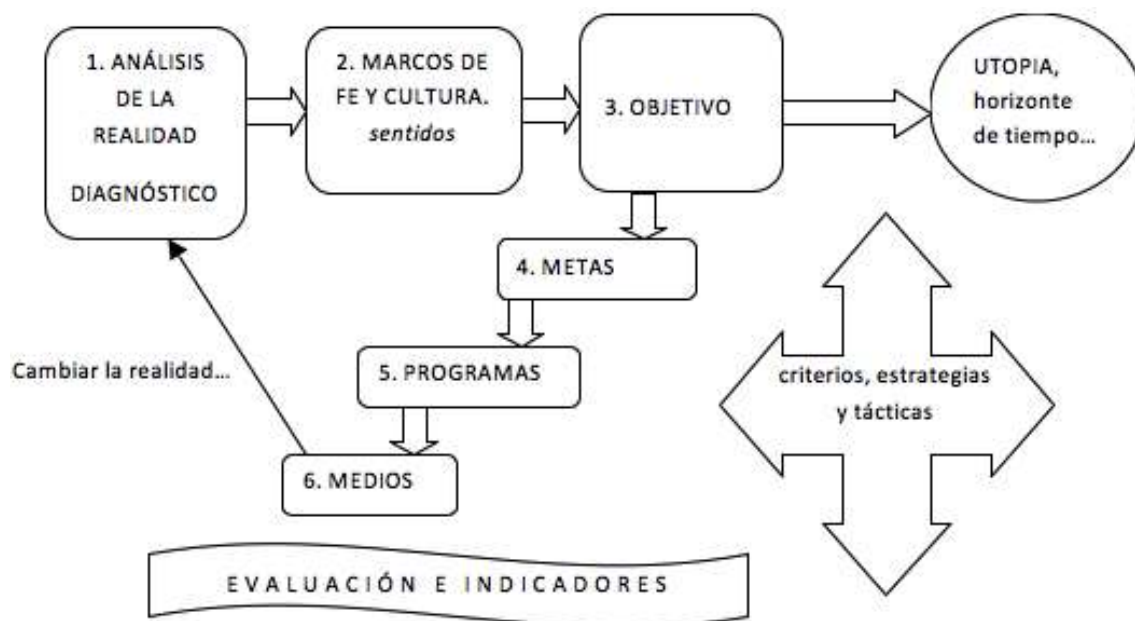 1. ANÁLISIS
DE LA
REALIDAD
DIAGNÓSTICO
2. MARCOS DE
FE Y CULTURA.
sentidos
3. OBJETIVO
UTOPIA,
horizonte
de tiempo…
4. METAS
5. PROGRAMAS
6. MEDIOS
Cambiar la realidad…
criterios, estrategias
y tácticas
EVALUACIÓN E INDICADORES